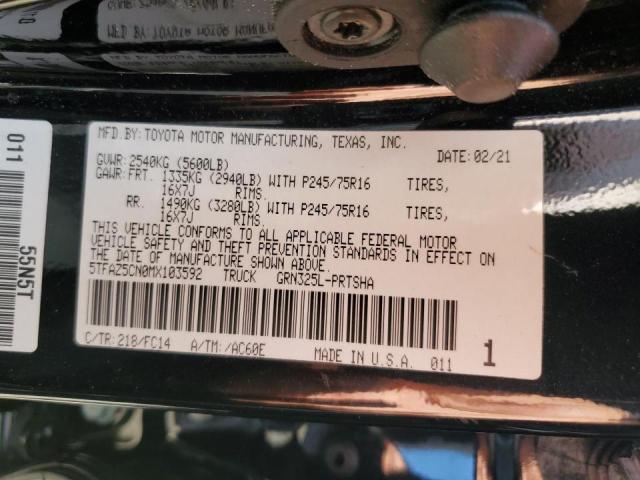 MFD.BY:TOYOTA MOTOR MANUFACTURING, TEXAS, INC.
GVWR:2540KG (5600LB) DATE:02/21
GAWR:FRT. 1335KG (2940LB)WITH P245/75R16 TIRES,
16X7J RIMS.
RR. 1490KG (3280LB)WITH P245/75R16 TIRES,
16X7J RIMS.
THIS VEHICLE CONFORMS TO ALL APPLICABLE FEDERAL MOTOR
VEHICLE SAFETY AND THEFT PREVENTION STANDARDS IN EFFECT
ON THE DATE OF MANUFACTURE SHOWN ABOVE.
5TFAZ5CN0MX103592 TRUCK GRN325L-PRTSHA
C/TR:218/FC14 A/TM:/AC60E MADE IN U.S.A. 011 1
011
55N5T